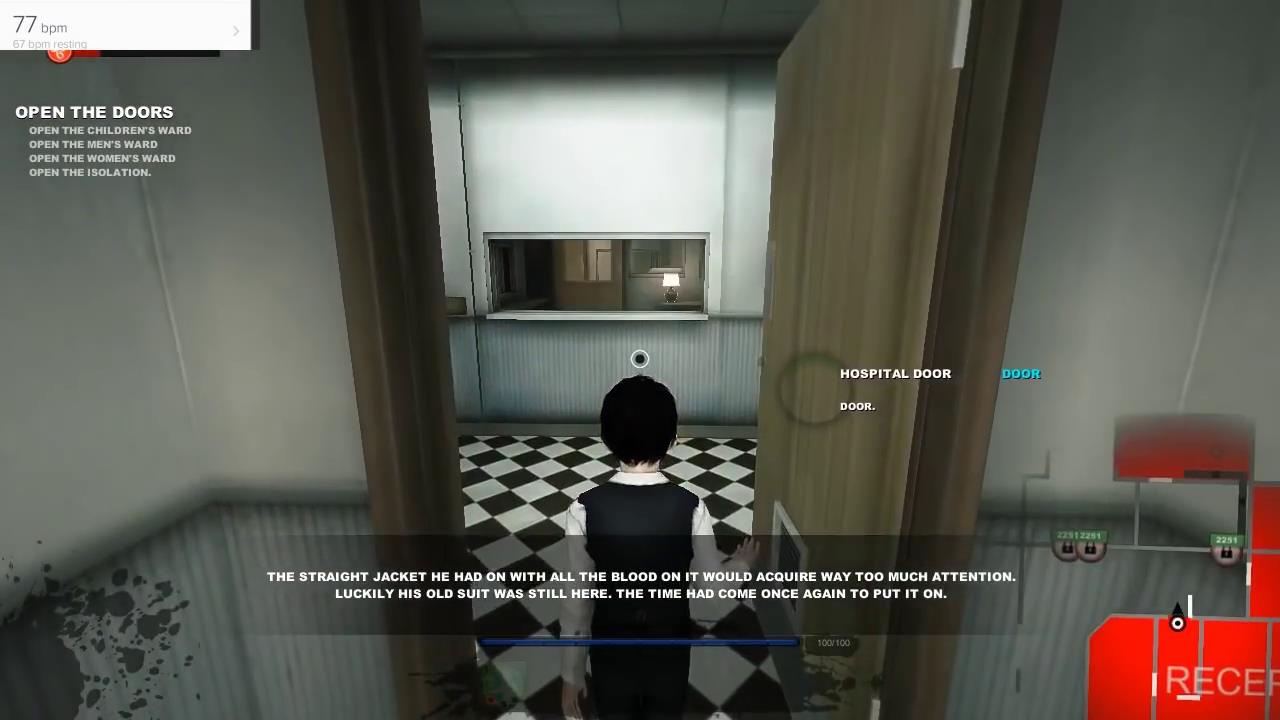 77 bpm
67 bpm resting
OPEN THE DOORS
OPEN THE CHILDREN'S WARD
OPEN THE MEN'S WARD
OPEN THE WOMEN'S WARD
OPEN THE ISOLATION.
HOSPITAL DOOR DOOR
DOOR.
2251 2251 2251
THE STRAIGHT JACKET HE HAD ON WITH ALL THE BLOOD ON IT WOULD ACQUIRE WAY TOO MUCH ATTENTION.
LUCKILY HIS OLD SUIT WAS STILL HERE. THE TIME HAD COME ONCE AGAIN TO PUT IT ON.
100/100
RECEP